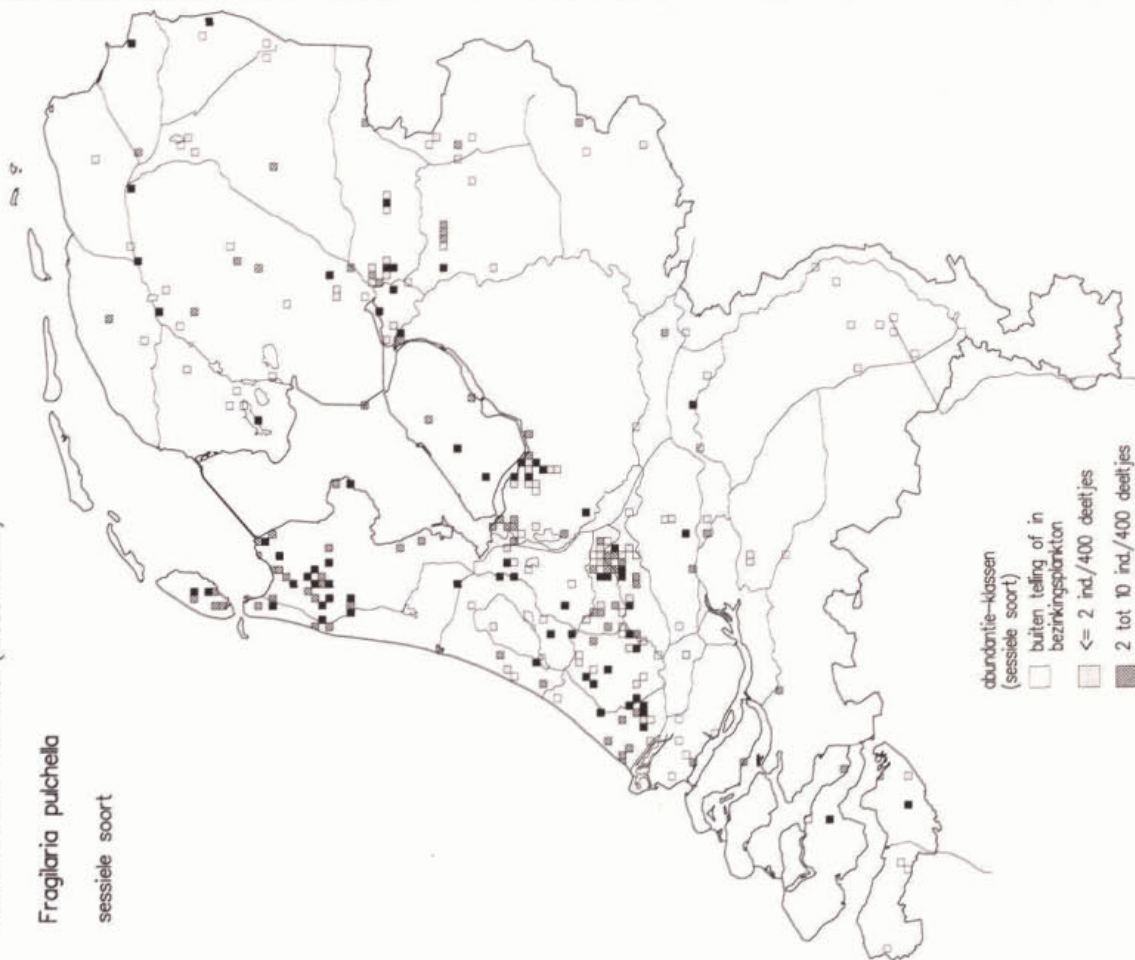 Fragilaria pulchella
sessiele soort
abundantie-klassen
(sessiele soort)
buiten telling of in
bezinkingsplankton
<= 2 ind./400 deeltjes
2 tot 10 ind./400 deeltjes